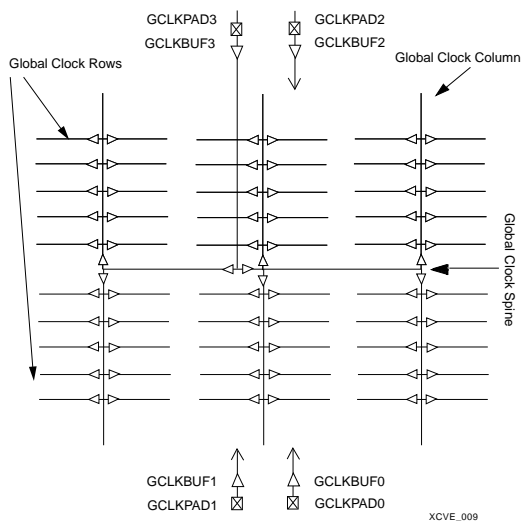 GCLKPAD3
GCLKBUF3
GCLKPAD2
GCLKBUF2
Global Clock Rows
Global Clock Column
Global Clock Spine
GCLKBUF1
GCLKPAD1
GCLKBUF0
GCLKPAD0
XCVE_009